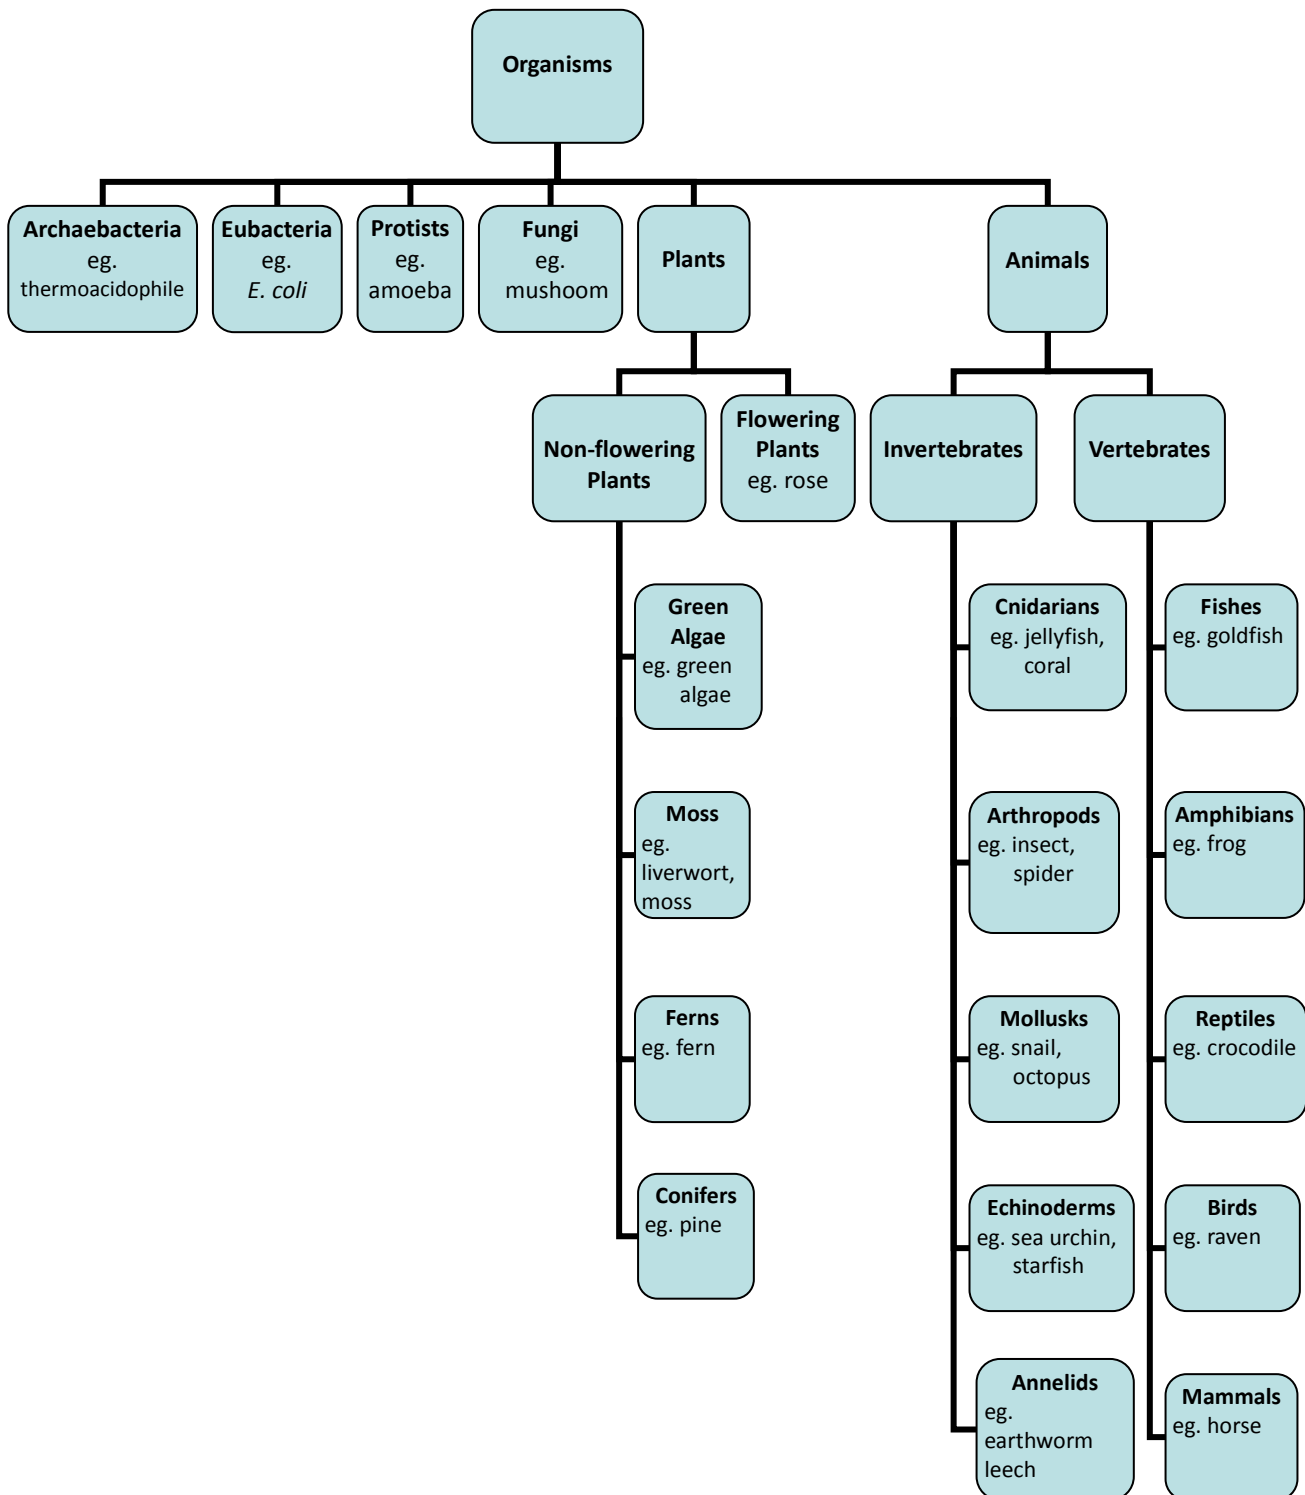 Organisms
Archaebacteria
eg.
thermoacidophile
Eubacteria
eg.
E. coli
Protists
eg.
amoeba
Fungi
eg.
mushoom
Plants
Animals
Non-flowering
Plants
Flowering
Plants
eg. rose
Invertebrates
Vertebrates
Green
Algae
eg. green
algae
Moss
eg.
liverwort,
moss
Ferns
eg. fern
Conifers
eg. pine
Cnidarians
eg. jellyfish,
coral
Arthropods
eg. insect,
spider
Mollusks
eg. snail,
octopus
Echinoderms
eg. sea urchin,
starfish
Annelids
eg.
earthworm
leech
Fishes
eg. goldfish
Amphibians
eg. frog
Reptiles
eg. crocodile
Birds
eg. raven
Mammals
eg. horse